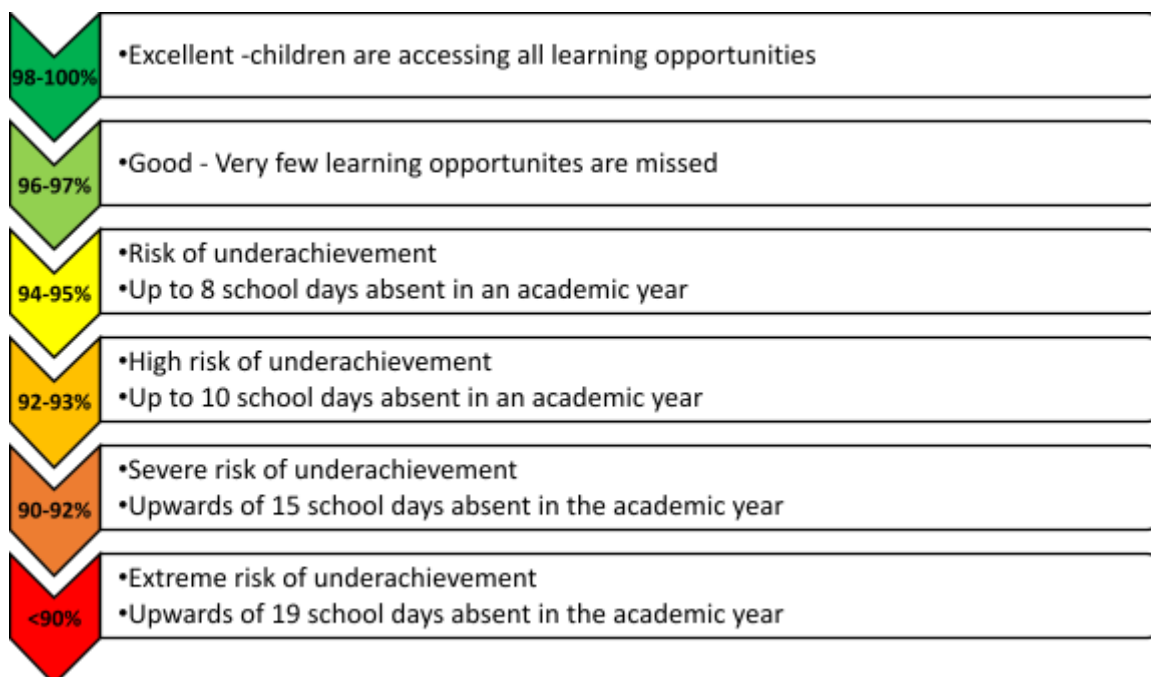 98-100%
•Excellent -children are accessing all learning opportunities
96-97%
•Good - Very few learning opportunites are missed
94-95%
•Risk of underachievement
•Up to 8 school days absent in an academic year
92-93%
•High risk of underachievement
•Up to 10 school days absent in an academic year
90-92%
•Severe risk of underachievement
•Upwards of 15 school days absent in the academic year
<90%
•Extreme risk of underachievement
•Upwards of 19 school days absent in the academic year